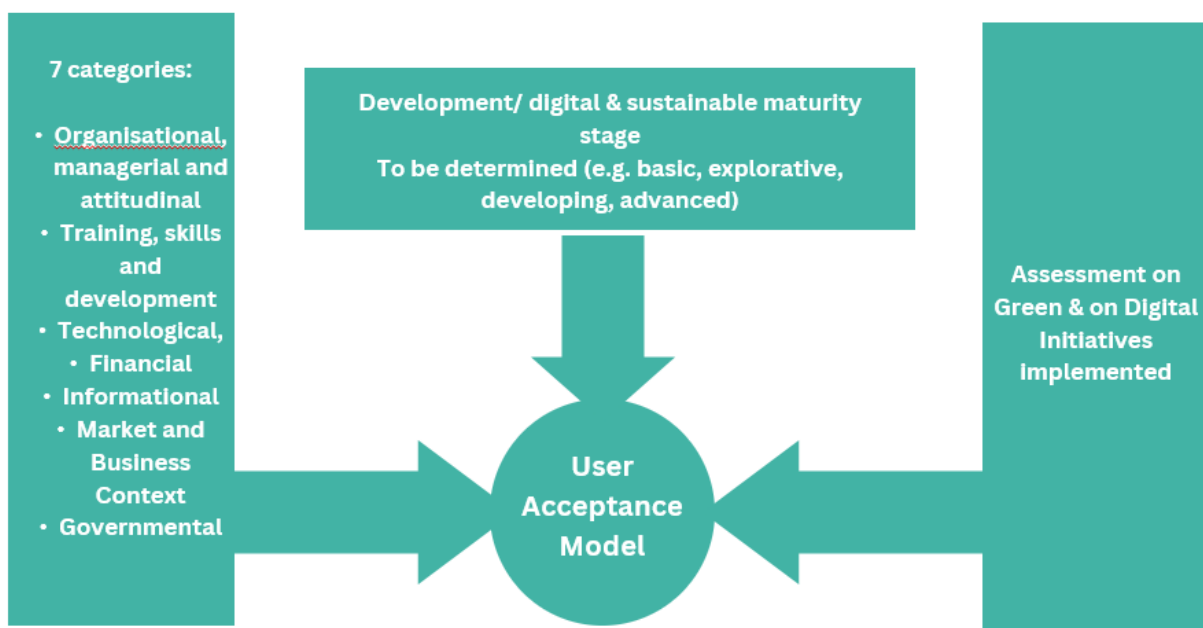 7 categories:
• Organisational,
managerial and
attitudinal
• Training, skills
and
development
• Technological,
• Financial
• Informational
• Market and
Business
Context
• Governmental
Development/ digital & sustainable maturity
stage
To be determined (e.g. basic, explorative,
developing, advanced)
User
Acceptance
Model
Assessment on
Green & on Digital
Initiatives
implemented